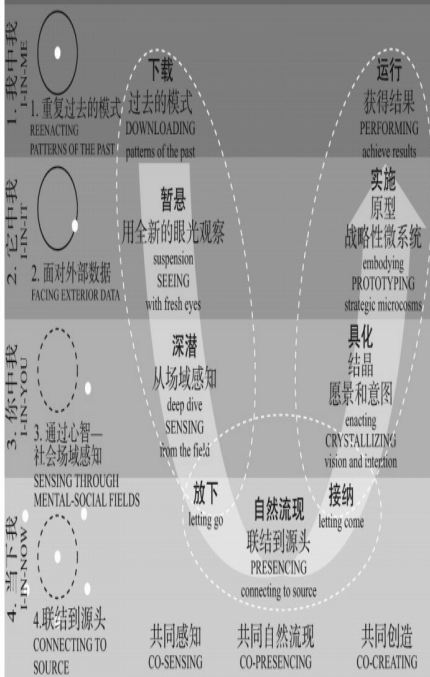 1. 我中我
I-IN-ME
1. 重复过去的模式
REENACTING
PATTERNS OF THE PAST
下载
过去的模式
DOWNLOADING
patterns of the past
运行
获得结果
PERFORMING
achieve results
2. 它中我
I-IN-IT
2. 面对外部数据
FACING EXTERIOR DATA
暂悬
用全新的眼光观察
suspension
SEEING
with fresh eyes
实施
原型
战略性微系统
embodying
PROTOTYPING
strategic microcosms
3. 你中我
I-IN-YOU
3. 通过心智—
社会场域感知
SENSING THROUGH
MENTAL-SOCIAL FIELDS
深潜
从场域感知
deep dive
SENSING
from the field
具化
结晶
愿景和意图
enacting
CRYSTALLIZING
vision and intention
4. 当下我
I-IN-NOW
4.联结到源头
CONNECTING TO
SOURCE
放下
letting go
自然流现
联结到源头
PRESENCING
connecting to source
接纳
letting come
共同感知
CO-SENSING
共同自然流现
CO-PRESENCING
共同创造
CO-CREATING